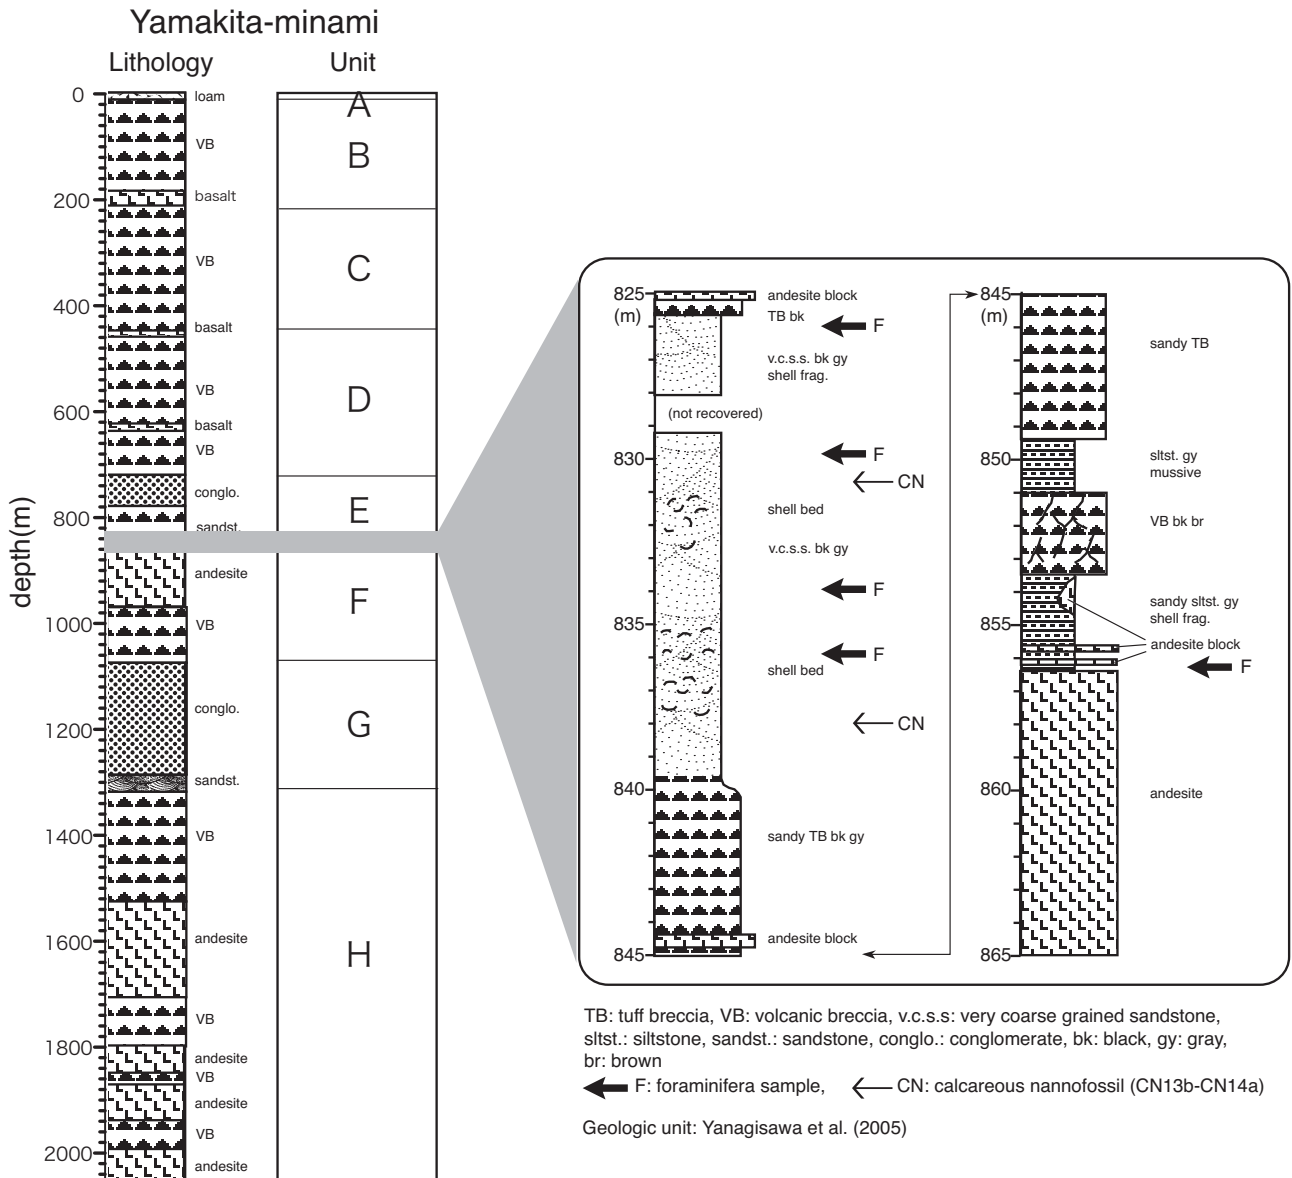 Yamakita-minami
Lithology
Unit
depth(m)
0
200
400
600
800
1000
1200
1400
1600
1800
2000
loam
VB
basalt
VB
basalt
VB
basalt
VB
conglo.
sandst.
andesite
VB
conglo.
sandst.
VB
andesite
VB
andesite
VB
andesite
VB
andesite
A
B
C
D
E
F
G
H
825
(m)
830
835
840
845
andesite block
TB bk
F
v.c.s.s. bk gy
shell frag.
(not recovered)
F
CN
shell bed
v.c.s.s. bk gy
F
F
shell bed
CN
sandy TB bk gy
andesite block
845
(m)
850
855
860
865
sandy TB
sltst. gy
mussive
VB bk br
sandy sltst. gy
shell frag.
andesite block
F
andesite
TB: tuff breccia, VB: volcanic breccia, v.c.s.s: very coarse grained sandstone,
sltst.: siltstone, sandst.: sandstone, conglo.: conglomerate, bk: black, gy: gray,
br: brown
F: foraminifera sample, CN: calcareous nannofossil (CN13b-CN14a)
Geologic unit: Yanagisawa et al. (2005)